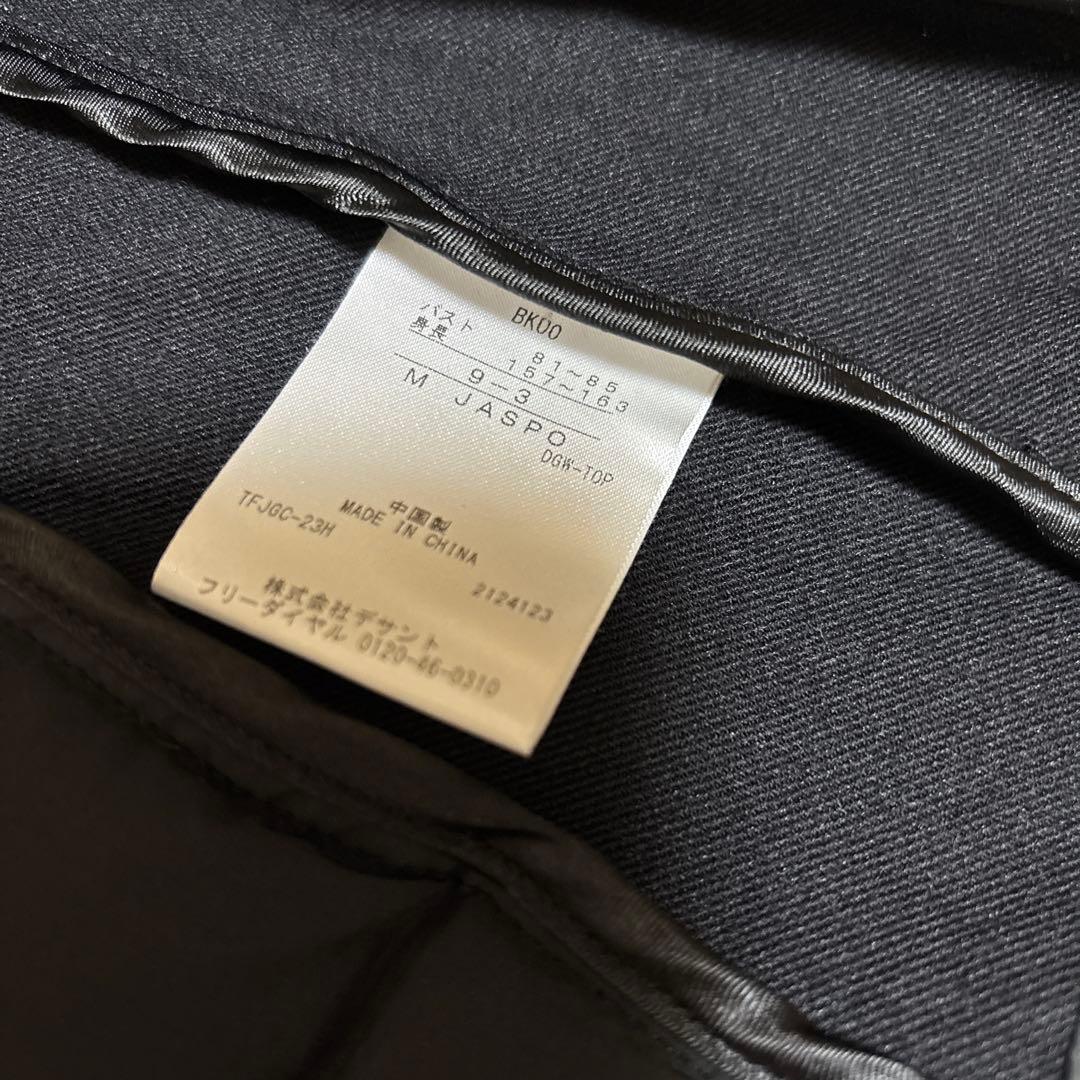 BK00
バスト 81~85
身長 157~163
M 9-3
JASPO
DGW-TOP
中国製
MADE IN CHINA
TFJGC-23H
2124123
株式会社デサント
フリーダイヤル 0120-46-0310